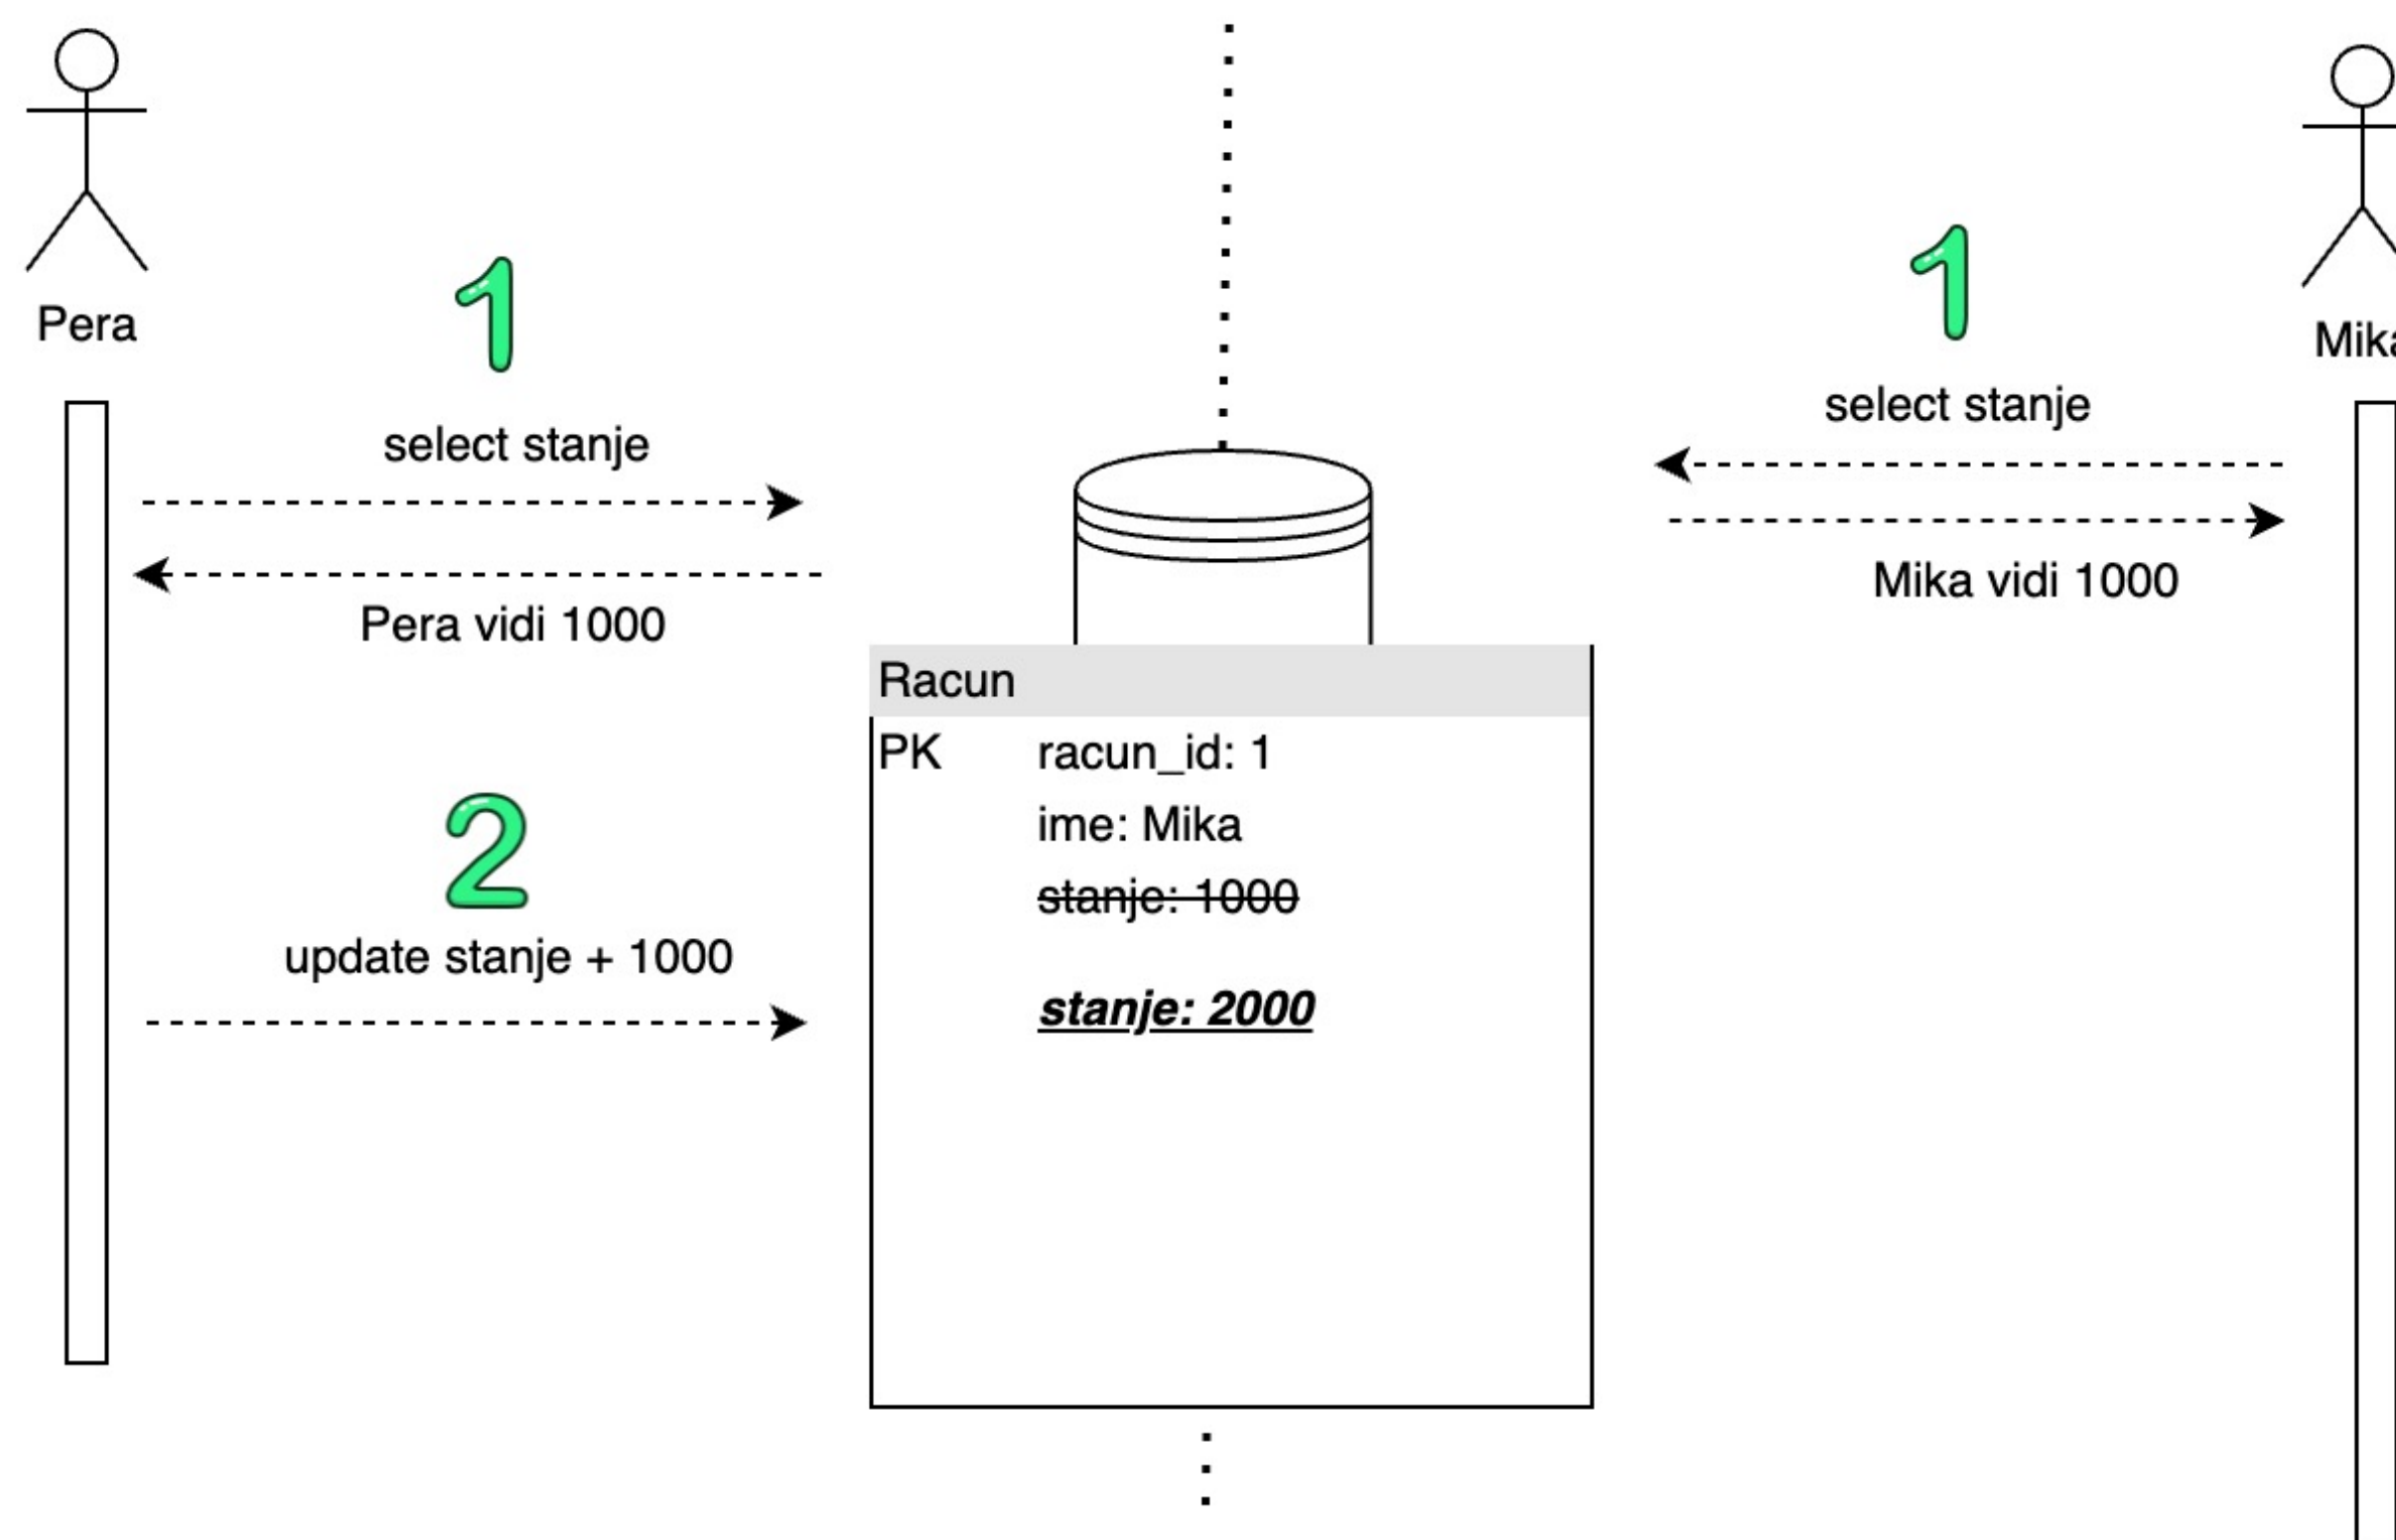 Pera
1
select stanje
Pera vidi 1000
2
update stanje + 1000
Racun
PK racun_id: 1
ime: Mika
stanje: 1000
stanje: 2000
1
select stanje
Mika vidi 1000
Mika